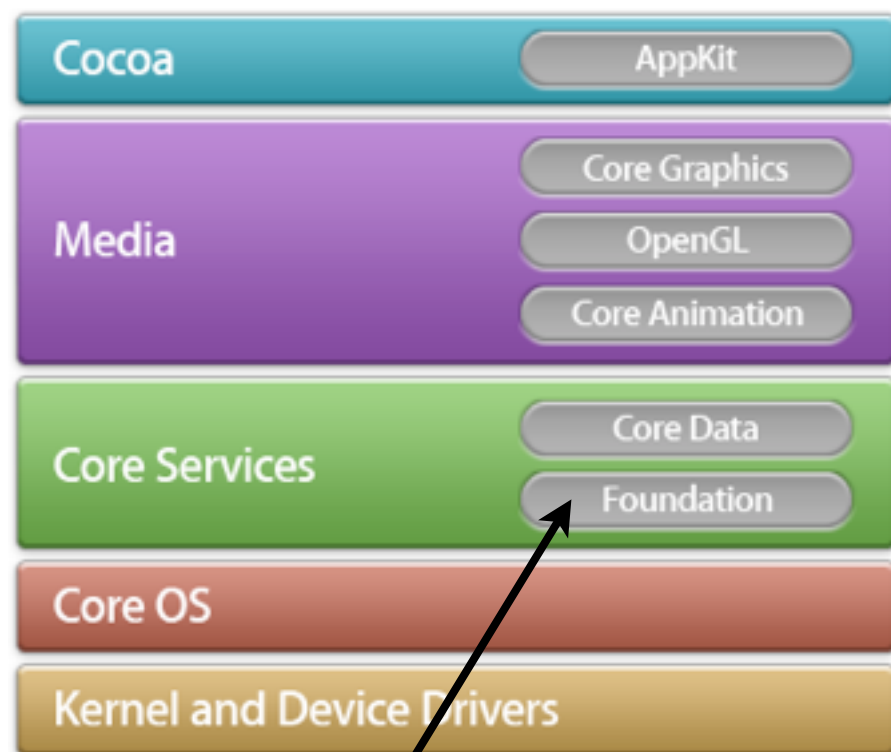 Cocoa
AppKit
Media
Core Graphics
OpenGL
Core Animation
Core Services
Core Data
Foundation
Core OS
Kernel and Device Drivers